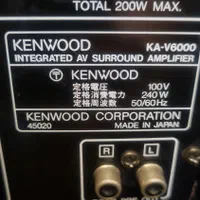 TOTAL 200W MAX.
KENWOOD KA-V6000
INTEGRATED AV SURROUND AMPLIFIER
KENWOOD
定格電圧 100V
定格消費電力 240W
定格周波数 50/60Hz
KENWOOD CORPORATION
45020 MADE IN JAPAN
R L